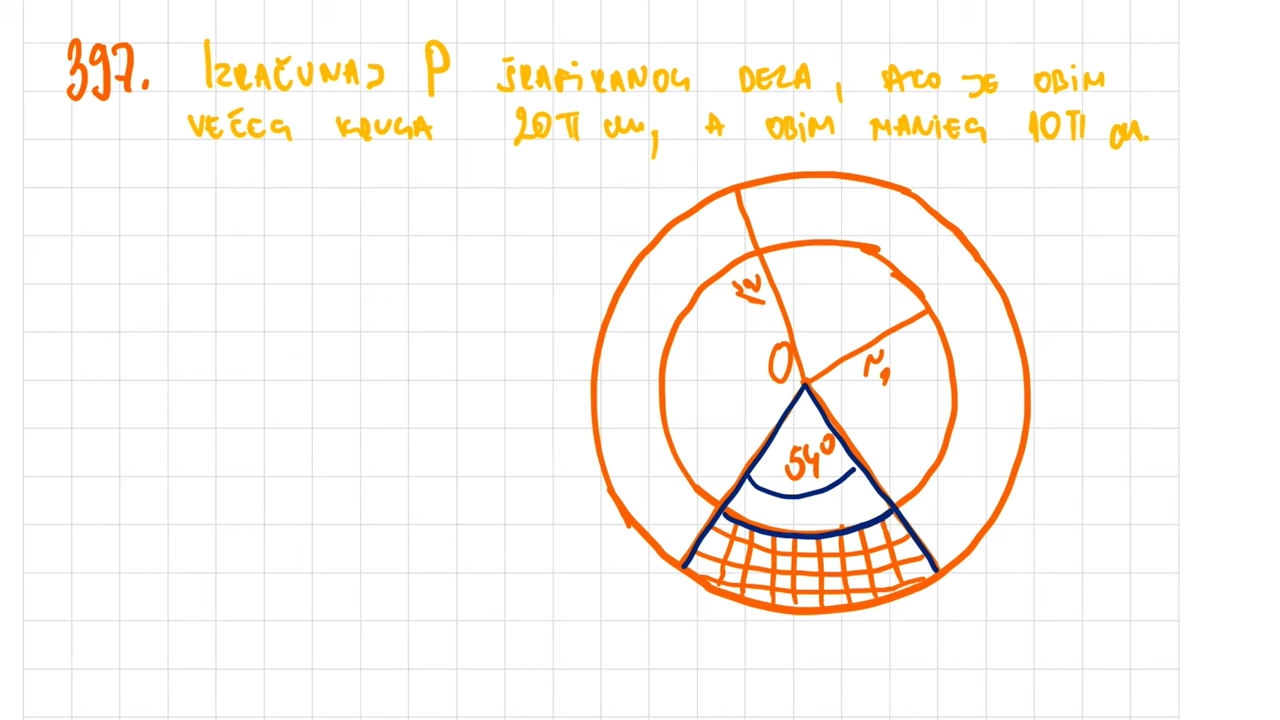 397. IZRAČUNAJ P ŠRAFIRANOG DELA, AKO JE OBIM
VEĆEG KRUGA 20π cm, A OBIM MANJEG 10π cm.
r2
O
r1
54°